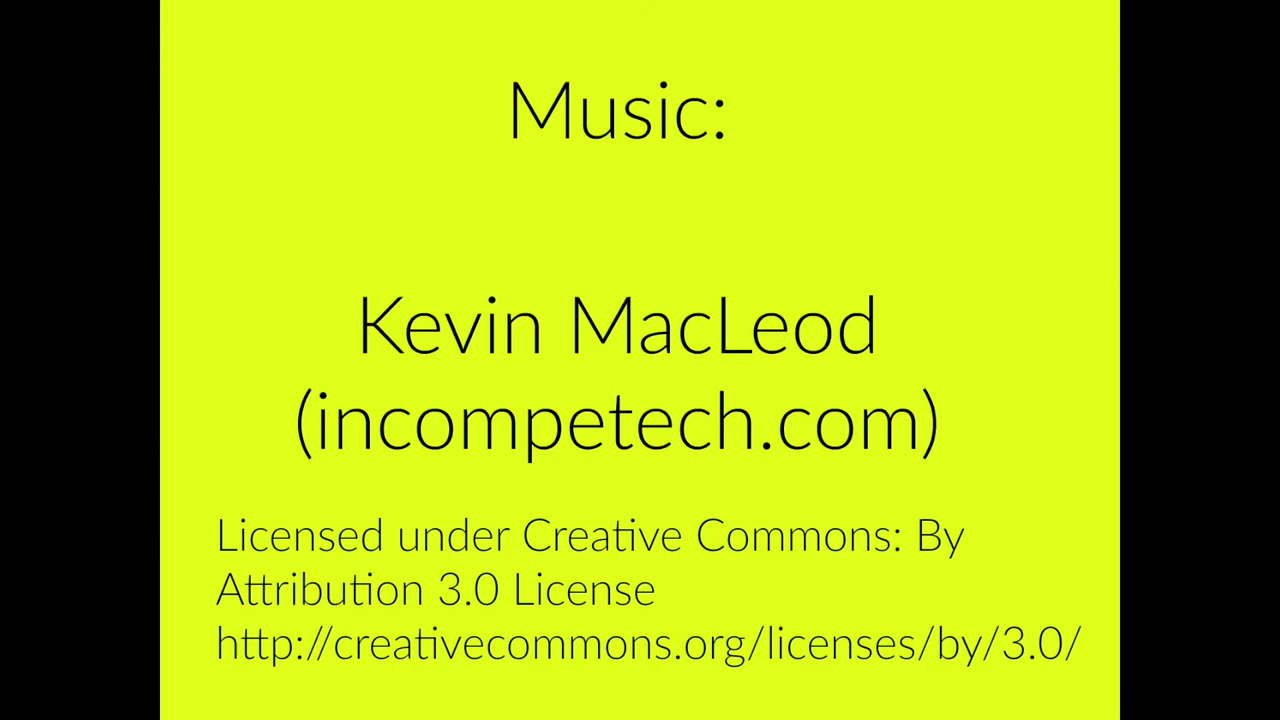 Music:
Kevin MacLeod
(incompetech.com)
Licensed under Creative Commons: By
Attribution 3.0 License
http://creativecommons.org/licenses/by/3.0/